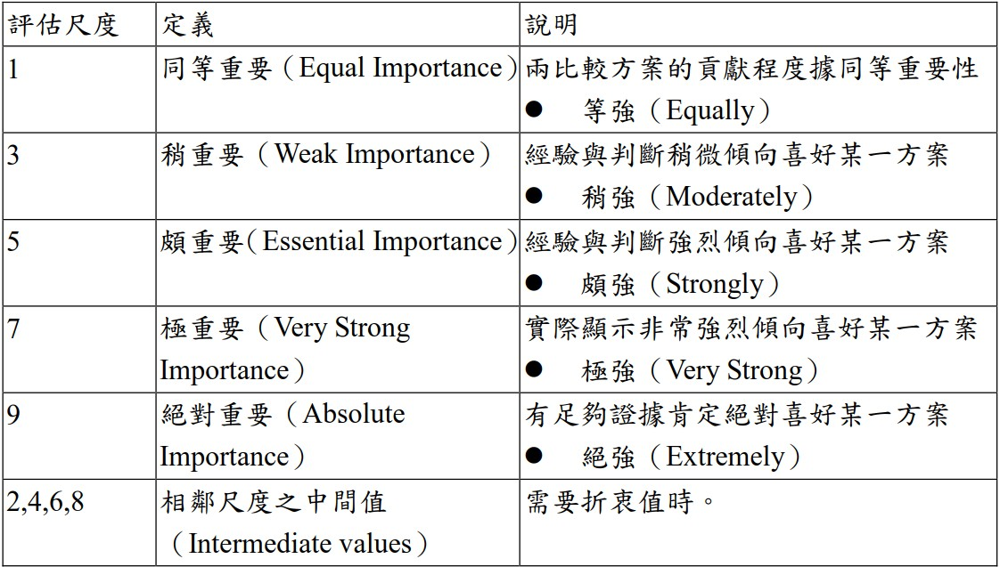 評估尺度 定義 說明
1 同等重要（Equal Importance）兩比較方案的貢獻程度據同等重要性
● 等強（Equally）
3 稍重要（Weak Importance） 經驗與判斷稍微傾向喜好某一方案
● 稍強（Moderately）
5 頗重要（Essential Importance）經驗與判斷強烈傾向喜好某一方案
● 頗強（Strongly）
7 極重要（Very Strong 實際顯示非常強烈傾向喜好某一方案
Importance） ● 極強（Very Strong）
9 絕對重要（Absolute 有足夠證據肯定絕對喜好某一方案
Importance） ● 絕強（Extremely）
2,4,6,8 相鄰尺度之中間值 需要折衷值時。
（Intermediate values）